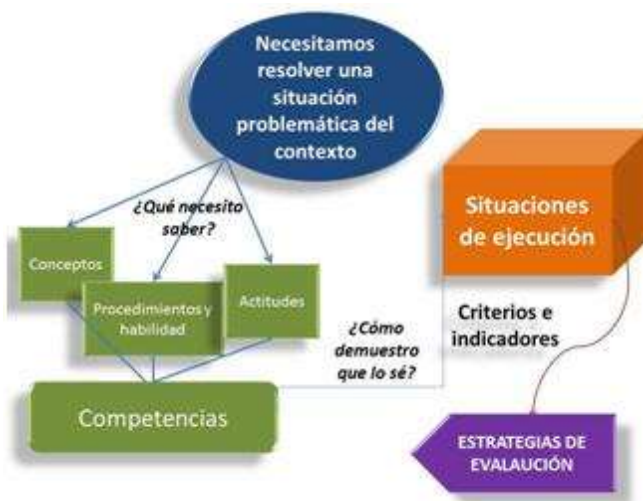 Necesitamos
resolver una
situación
problemática del
contexto
¿Qué necesito
saber?
Conceptos
Procedimientos y
habilidad
Actitudes
Competencias
¿Cómo
demuestro
que lo sé?
Situaciones
de ejecución
Criterios e
indicadores
ESTRATEGIAS DE
EVALAUCIÓN